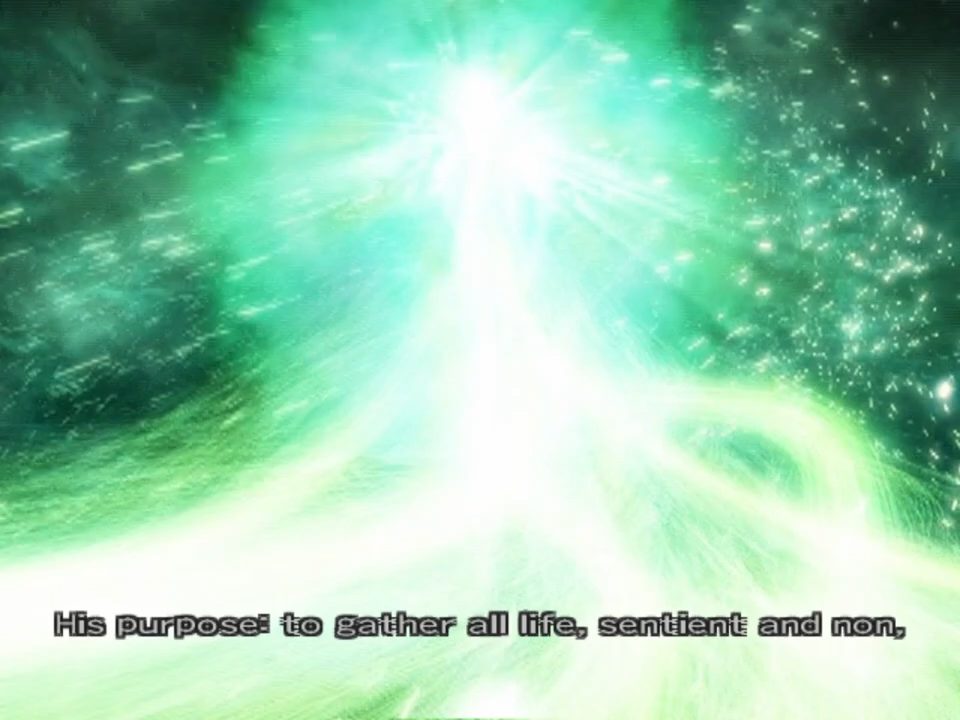 His purpose: to gather all life, sentient and non,